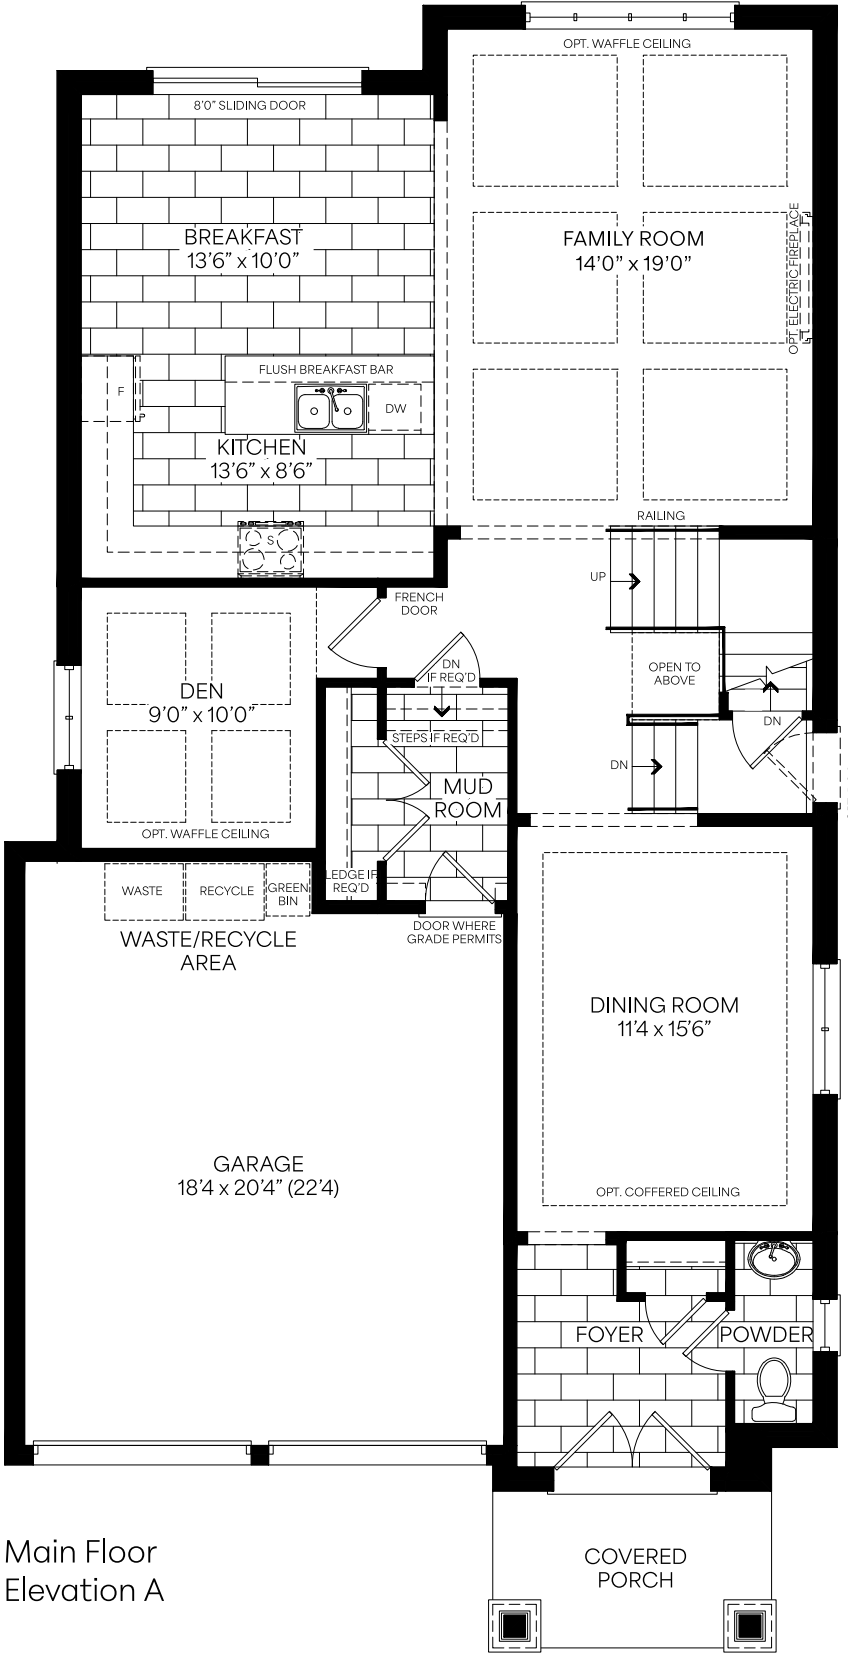 OPT. WAFFLE CEILING
8'0" SLIDING DOOR
BREAKFAST
13'6" x 10'0"
FAMILY ROOM
14'0" x 19'0"
OPT. ELECTRIC FIREPLACE
FLUSH BREAKFAST BAR
F
DW
KITCHEN
13'6" x 8'6"
S
RAILING
UP
FRENCH
DOOR
DN
IF REQ'D
OPEN TO
ABOVE
DEN
9'0" x 10'0"
DN
STEPS IF REQ'D
DN
MUD
ROOM
OPT. WAFFLE CEILING
LEDGE IF
REQ'D
WASTE
RECYCLE
GREEN
BIN
WASTE/RECYCLE
AREA
DOOR WHERE
GRADE PERMITS
DINING ROOM
11'4 x 15'6"
GARAGE
18'4 x 20'4" (22'4)
OPT. COFFERED CEILING
FOYER
POWDER
COVERED
PORCH
Main Floor
Elevation A